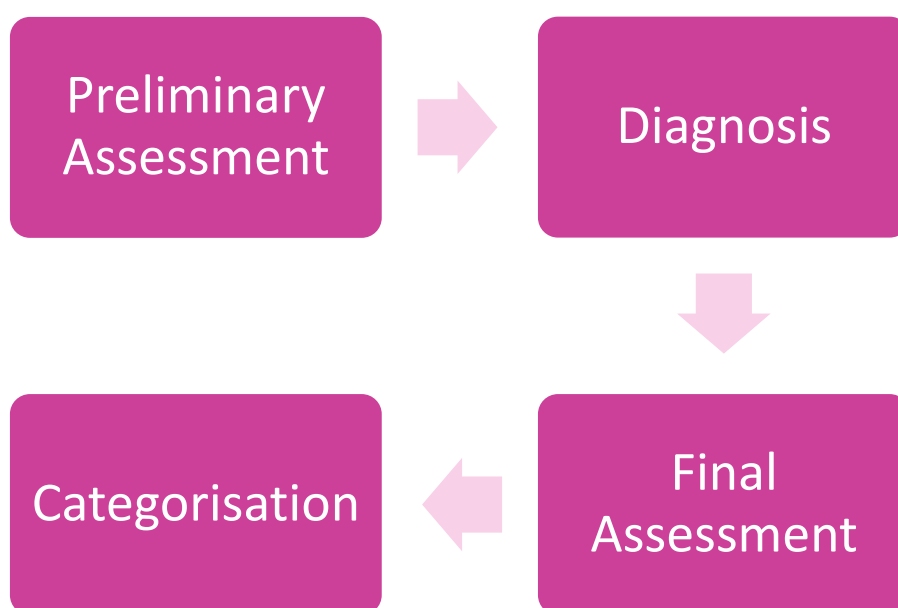 Preliminary
Assessment
Diagnosis
Final
Assessment
Categorisation